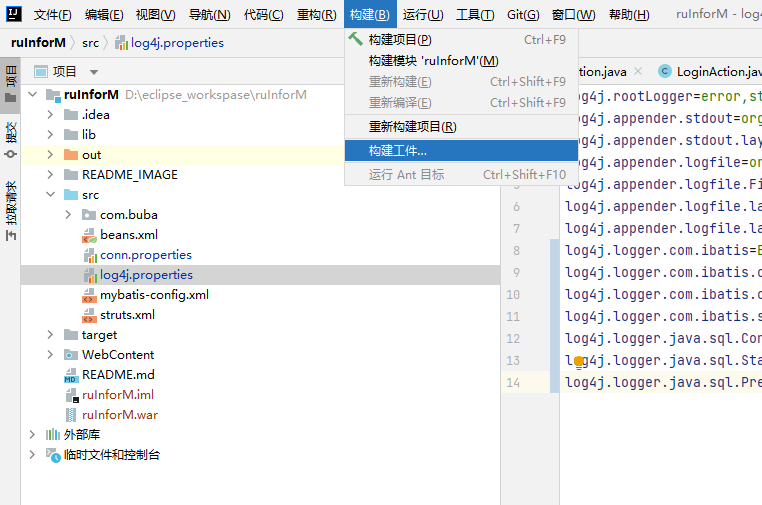 文件(F) 编辑(E) 视图(V) 导航(N) 代码(C) 重构(R) 构建(B) 运行(U) 工具(T) Git(G) 窗口(W) 帮助(H) ruInforM - log4
ruInforM src log4j.properties
构建项目(P) Ctrl+F9
构建模块 'ruInforM'(M)
重新构建(E) Ctrl+Shift+F9
重新编译(E) Ctrl+Shift+F9
重新构建项目(R)
构建工件...
运行 Ant 目标 Ctrl+Shift+F10
项目
提交
拉取请求
项目
ruInforM D:\eclipse_workspase\ruInforM
.idea
lib
out
README_IMAGE
src
com.buba
beans.xml
conn.properties
log4j.properties
mybatis-config.xml
struts.xml
target
WebContent
README.md
ruInforM.iml
ruInforM.war
外部库
临时文件和控制台
tion.java LoginAction.jav
log4j.rootLogger=error,st
log4j.appender.stdout=org
log4j.appender.stdout.lay
log4j.appender.logfile=or
log4j.appender.logfile.Fi
6 log4j.appender.logfile.la
7 log4j.appender.logfile.la
8 log4j.logger.com.ibatis=
9 log4j.logger.com.ibatis.c
10 log4j.logger.com.ibatis.c
11 log4j.logger.com.ibatis.s
12 log4j.logger.java.sql.Con
13 log4j.logger.java.sql.Sta
14 log4j.logger.java.sql.Pre